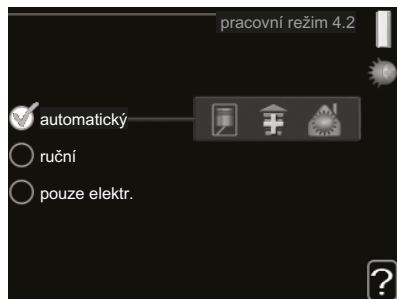 pracovní režim 4.2
automatický
ruční
pouze elektr.
?